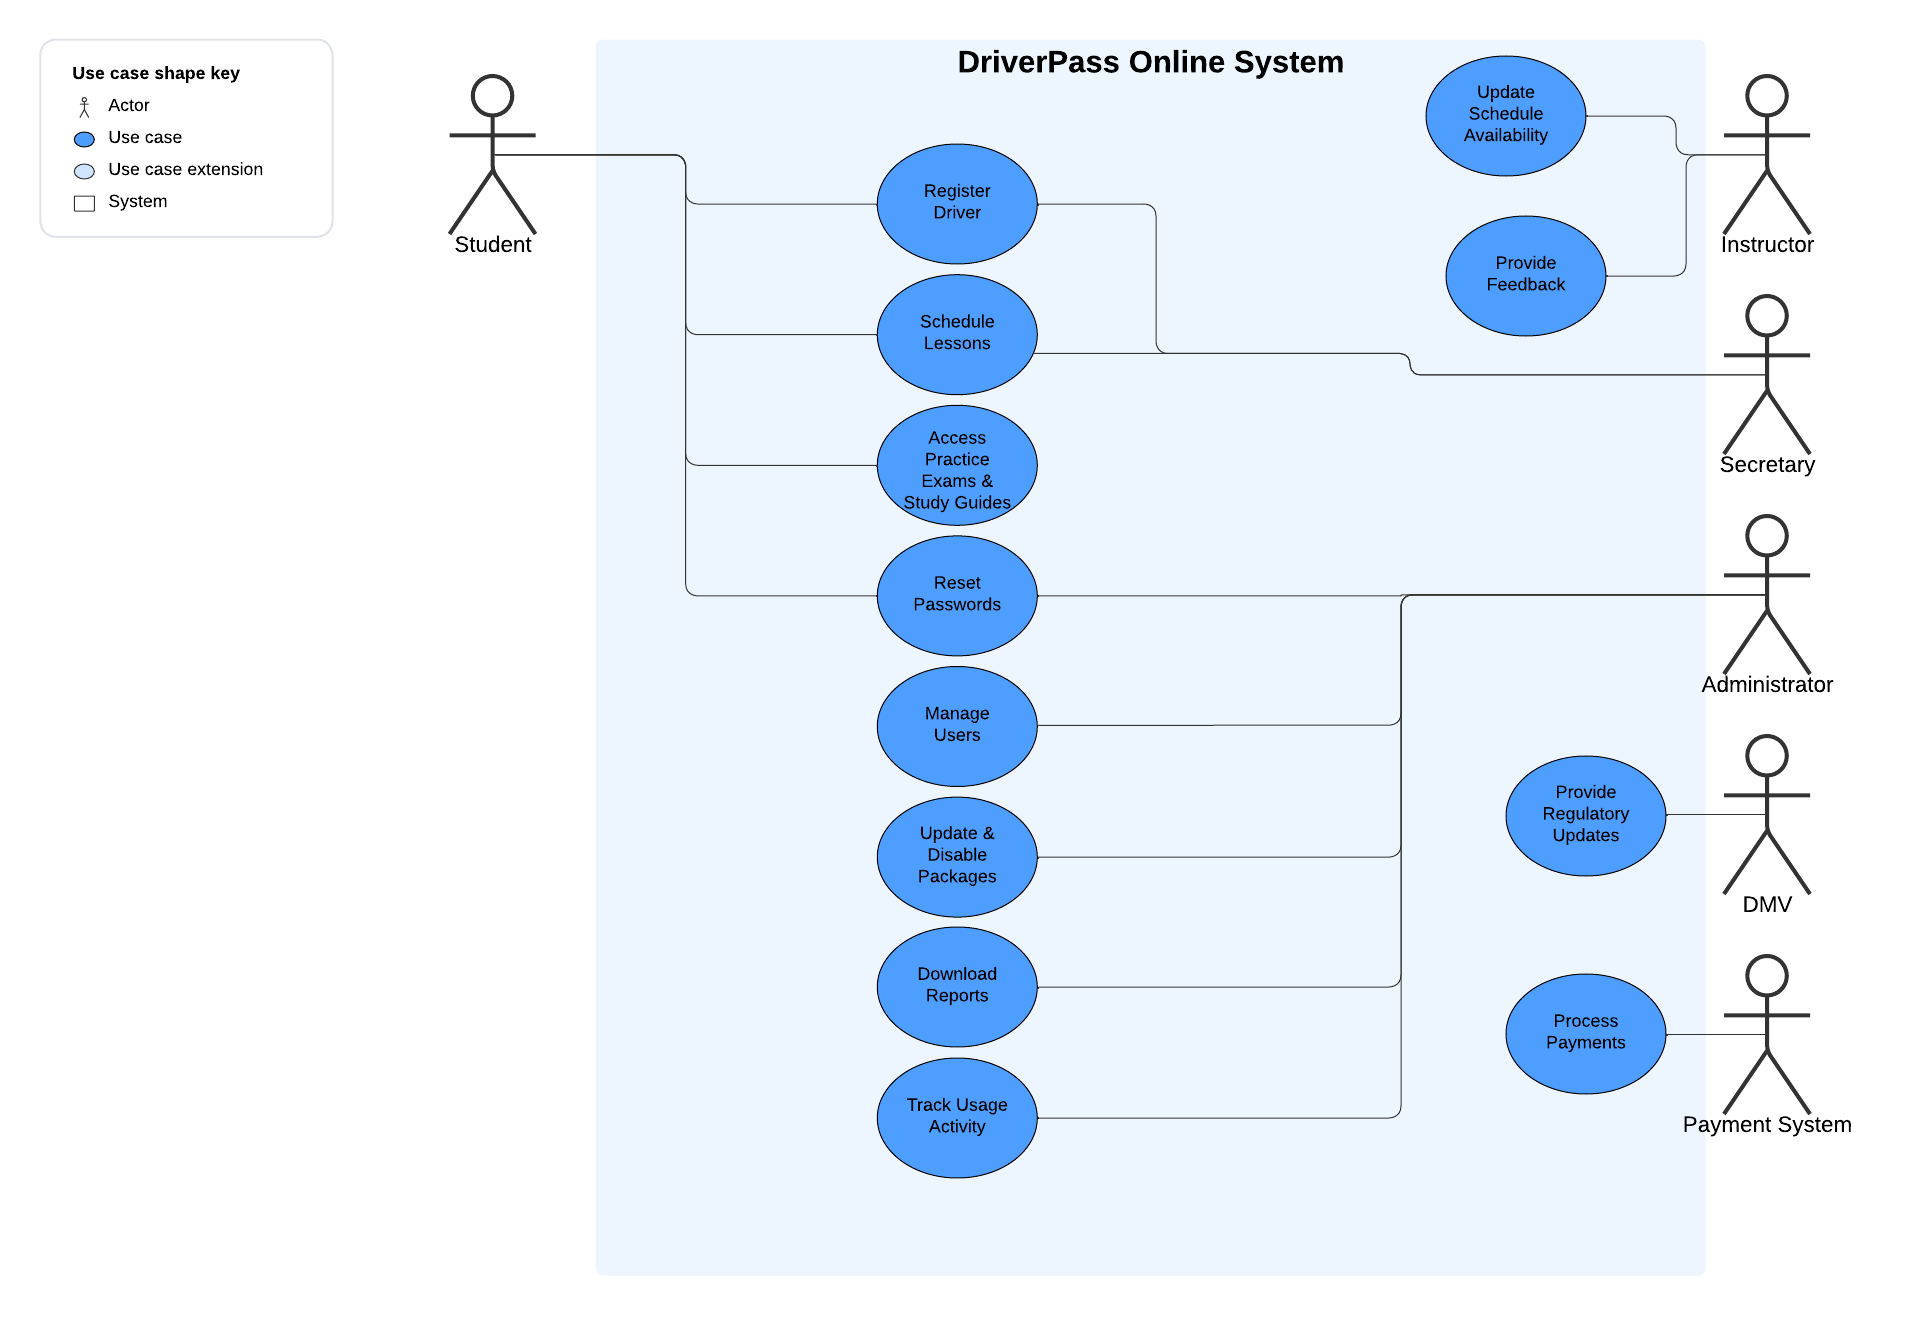 Use case shape key
Actor
Use case
Use case extension
System
DriverPass Online System
Student
Register
Driver
Schedule
Lessons
Access
Practice
Exams &
Study Guides
Reset
Passwords
Manage
Users
Update &
Disable
Packages
Download
Reports
Track Usage
Activity
Update
Schedule
Availability
Provide
Feedback
Provide
Regulatory
Updates
Process
Payments
Instructor
Secretary
Administrator
DMV
Payment System